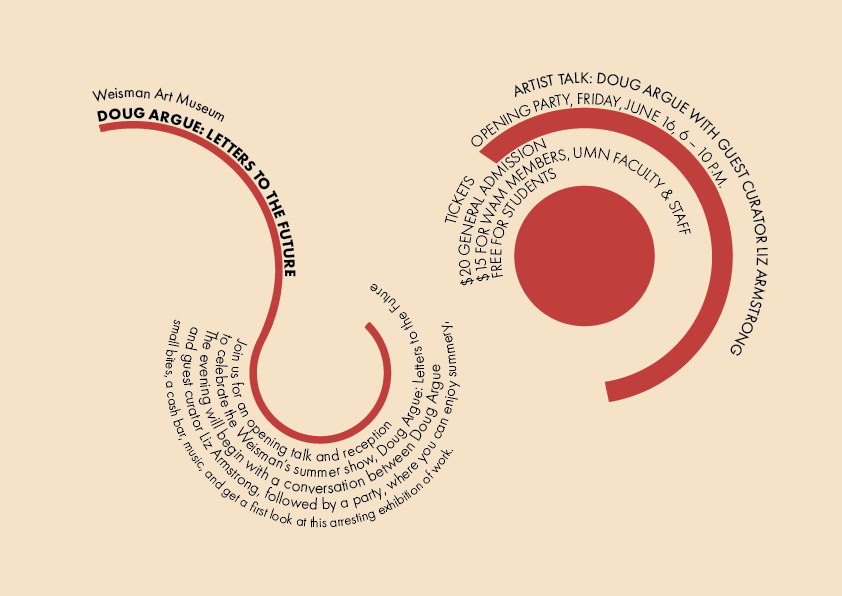 Weisman Art Museum
DOUG ARGUE: LETTERS TO THE FUTURE
ARTIST TALK: DOUG ARGUE WITH GUEST CURATOR LIZ ARMSTRONG
OPENING PARTY, FRIDAY, JUNE 16, 6 – 10 P.M.
TICKETS
$20 GENERAL ADMISSION
$15 FOR WAM MEMBERS, UMN FACULTY & STAFF
FREE FOR STUDENTS
Join us for an opening talk and reception
to celebrate the Weisman's summer show, Doug Argue: Letters to the Future
The evening will begin with a conversation between Doug Argue
and guest curator Liz Armstrong, followed by a party, where you can enjoy summery,
small bites, a cash bar, music, and get a first look at this arresting exhibition of work.